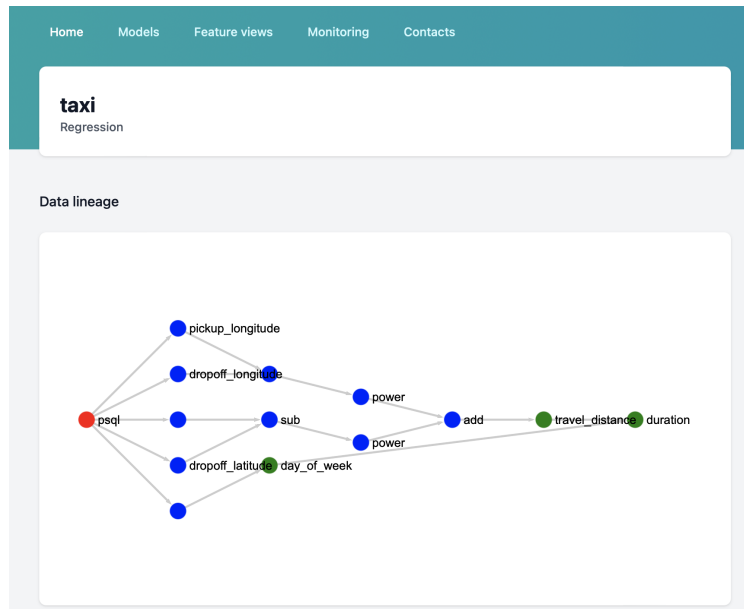 Home Models Feature views Monitoring Contacts
taxi
Regression
Data lineage
pickup_longitude
dropoff_longitude
power
psql
sub
add
travel_distance
duration
power
dropoff_latitude
day_of_week